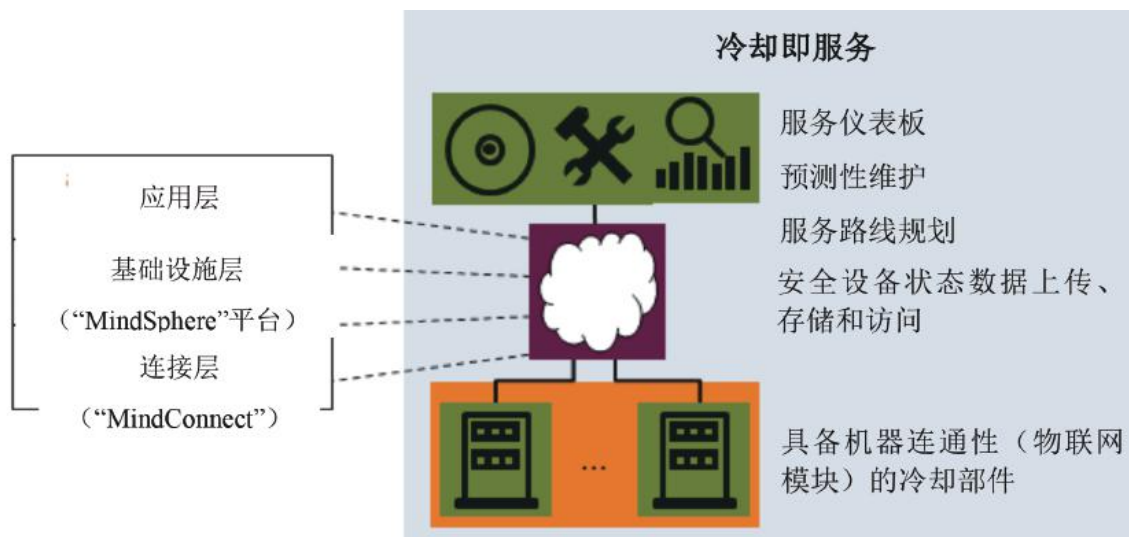 冷却即服务
应用层
基础设施层
（“MindSphere”平台）
连接层
（“MindConnect”）
服务仪表板
预测性维护
服务路线规划
安全设备状态数据上传、
存储和访问
...
具备机器连通性（物联网
模块）的冷却部件